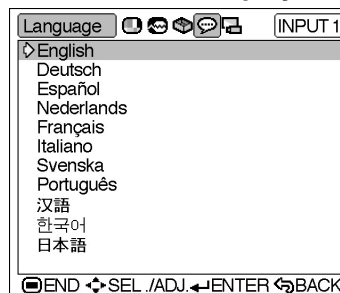 Language INPUT 1
English
Deutsch
Español
Nederlands
Français
Italiano
Svenska
Português
汉語
한국어
日本語
END SEL./ADJ. ENTER BACK